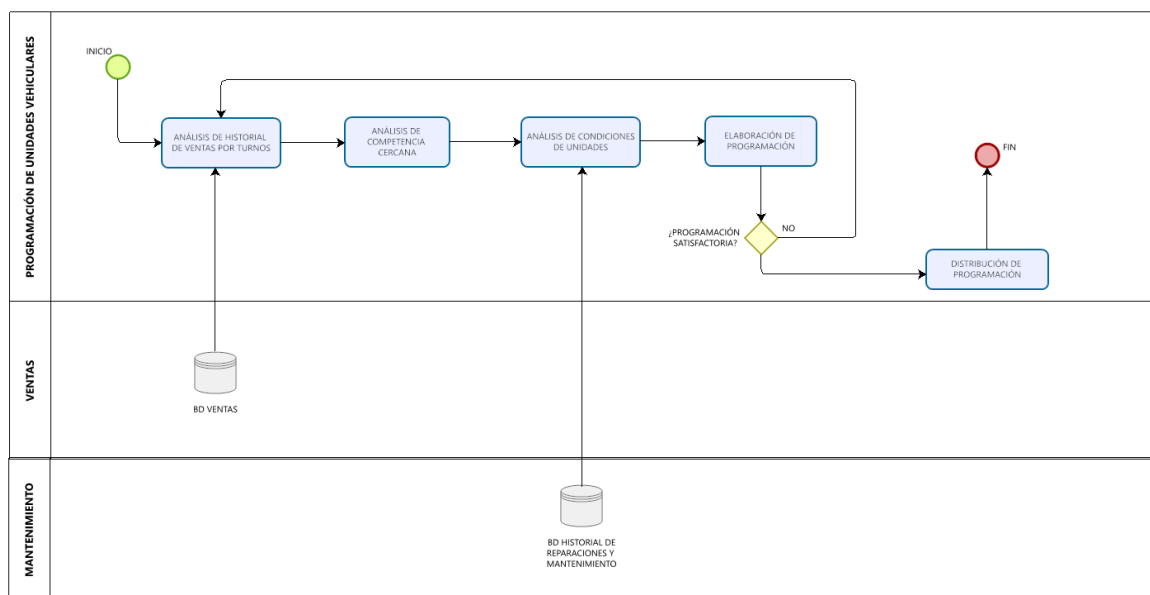 PROGRAMACIÓN DE UNIDADES VEHICULARES
INICIO
ANÁLISIS DE HISTORIAL
DE VENTAS POR TURNOS
ANÁLISIS DE
COMPETENCIA
CERCANA
ANÁLISIS DE CONDICIONES
DE UNIDADES
ELABORACIÓN DE
PROGRAMACIÓN
¿PROGRAMACIÓN
SATISFACTORIA?
NO
DISTRIBUCIÓN DE
PROGRAMACIÓN
FIN
VENTAS
BD VENTAS
MANTENIMIENTO
BD HISTORIAL DE
REPARACIONES Y
MANTENIMIENTO